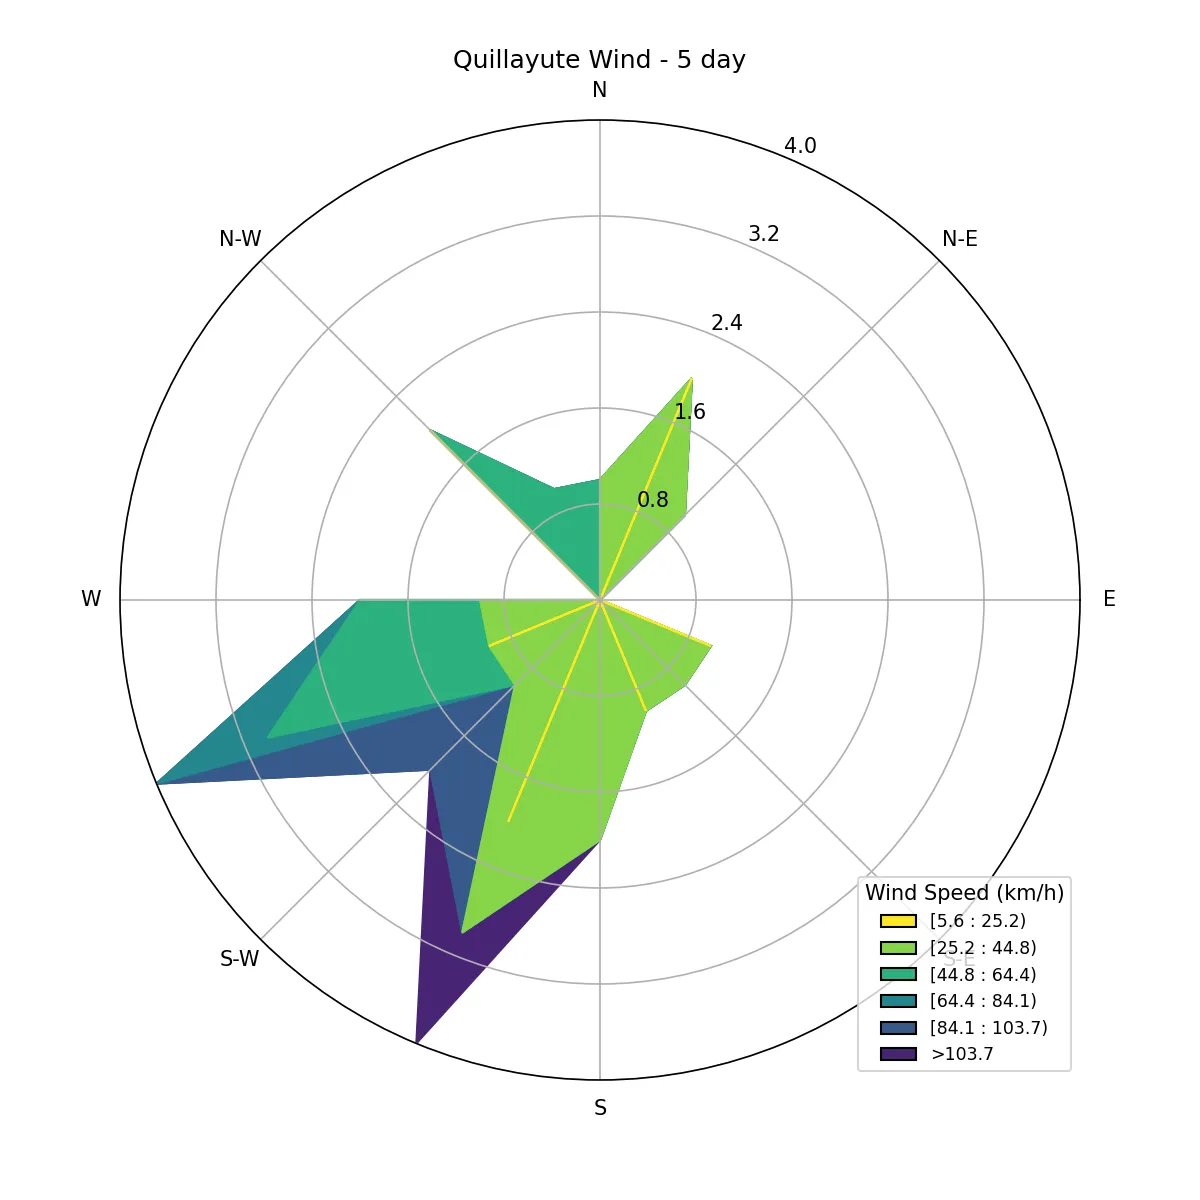 Quillayute Wind - 5 day
N
4.0
N-W
3.2
N-E
2.4
1.6
0.8
W
E
S-W
S-E
S
Wind Speed (km/h)
[5.6 : 25.2)
[25.2 : 44.8)
[44.8 : 64.4)
[64.4 : 84.1)
[84.1 : 103.7)
>103.7